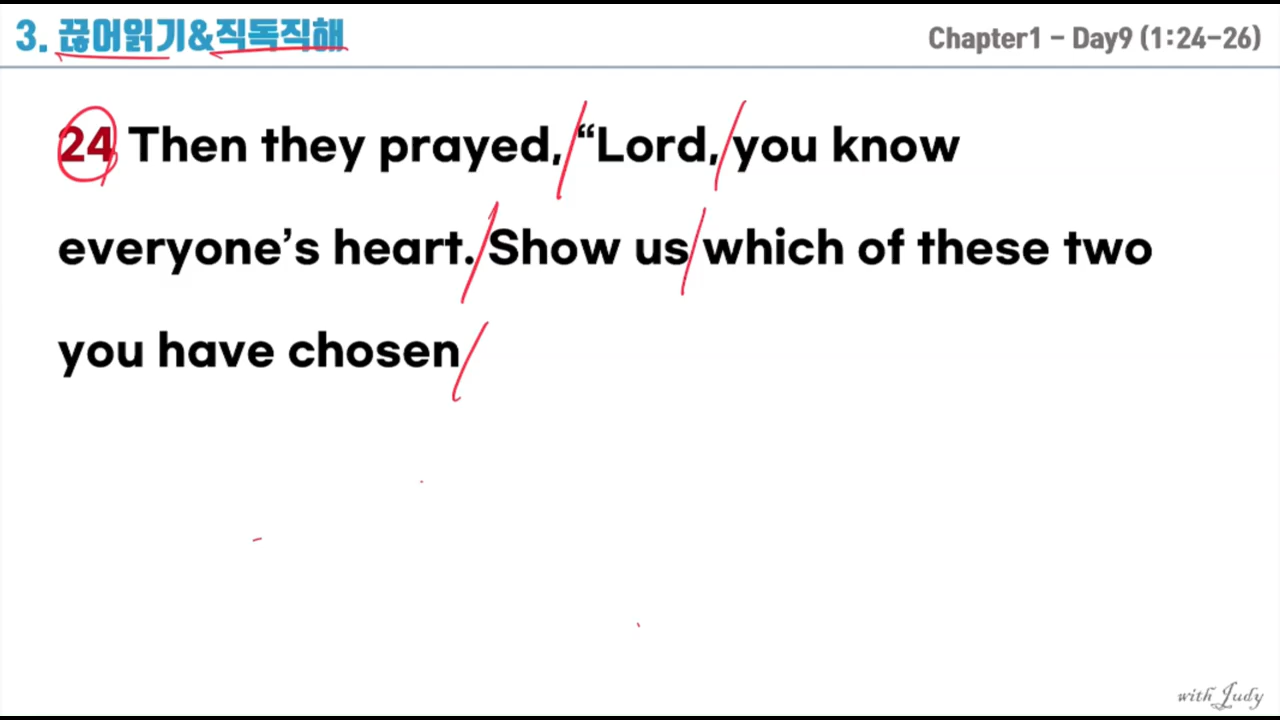 3. 끊어읽기&직독직해
Chapter1 - Day9 (1:24-26)
24 Then they prayed, “Lord, you know
everyone’s heart. Show us which of these two
you have chosen
with Judy